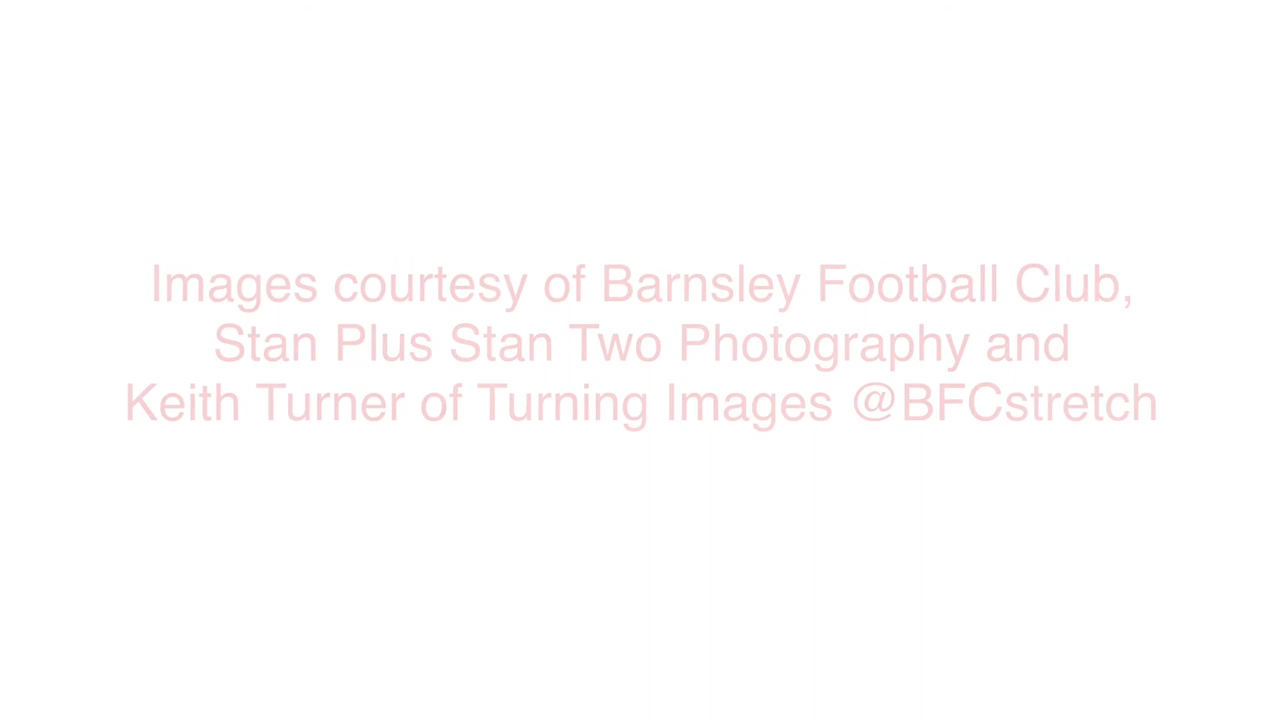 Images courtesy of Barnsley Football Club,
Stan Plus Stan Two Photography and
Keith Turner of Turning Images @BFCstretch